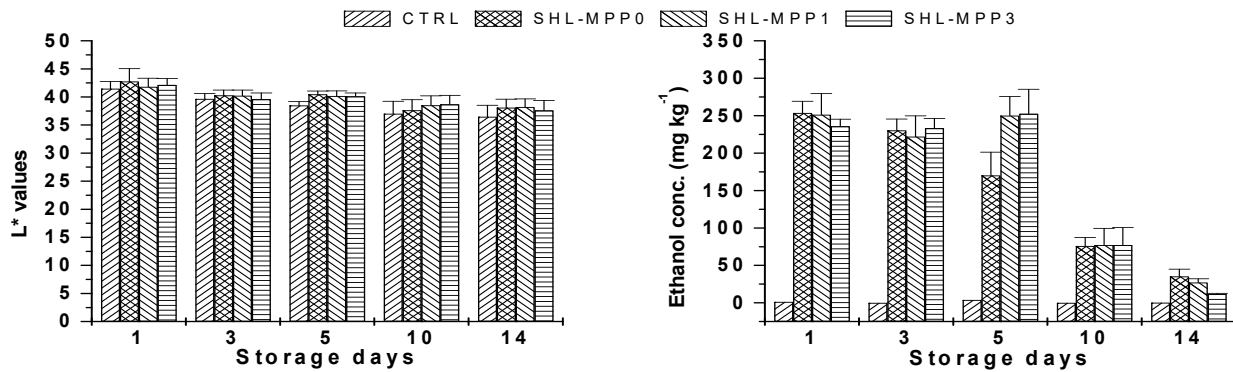 CTRL SHL-MPP0 SHL-MPP1 SHL-MPP3
50
45
40
35
30
25
20
15
10
5
0
L* values
1 3 5 10 14
Storage days
350
300
250
200
150
100
50
0
Ethanol conc. (mg kg-1)
1 3 5 10 14
Storage days